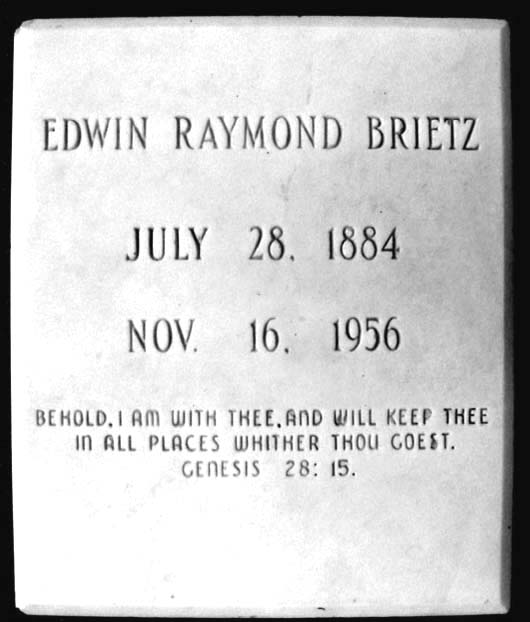 EDWIN RAYMOND BRIETZ
JULY 28. 1884
NOV. 16. 1956
BEHOLD. I AM WITH THEE, AND WILL KEEP THEE
IN ALL PLACES WHITHER THOU GOEST.
GENESIS 28: 15.